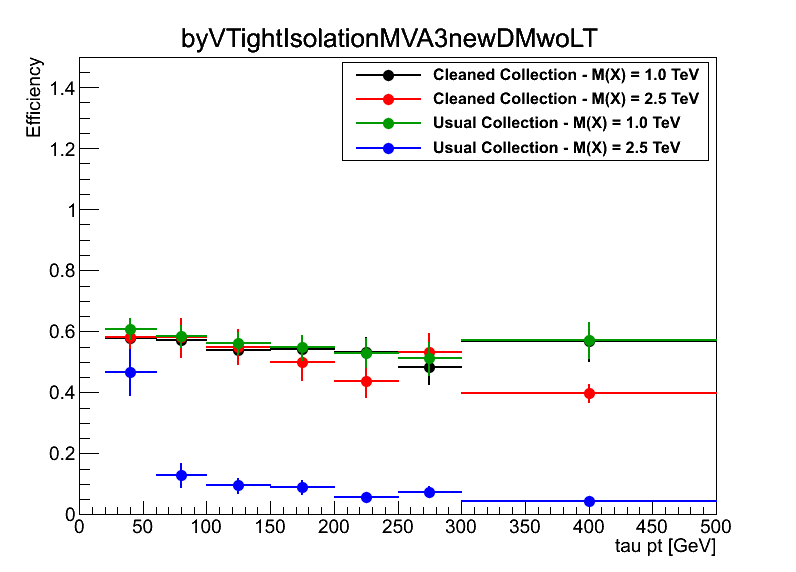 byVTightIsolationMVA3newDMwoLT
Efficiency
Cleaned Collection - M(X) = 1.0 TeV
Cleaned Collection - M(X) = 2.5 TeV
Usual Collection - M(X) = 1.0 TeV
Usual Collection - M(X) = 2.5 TeV
1.4
1.2
1
0.8
0.6
0.4
0.2
0
0 50 100 150 200 250 300 350 400 450 500
tau pt [GeV]